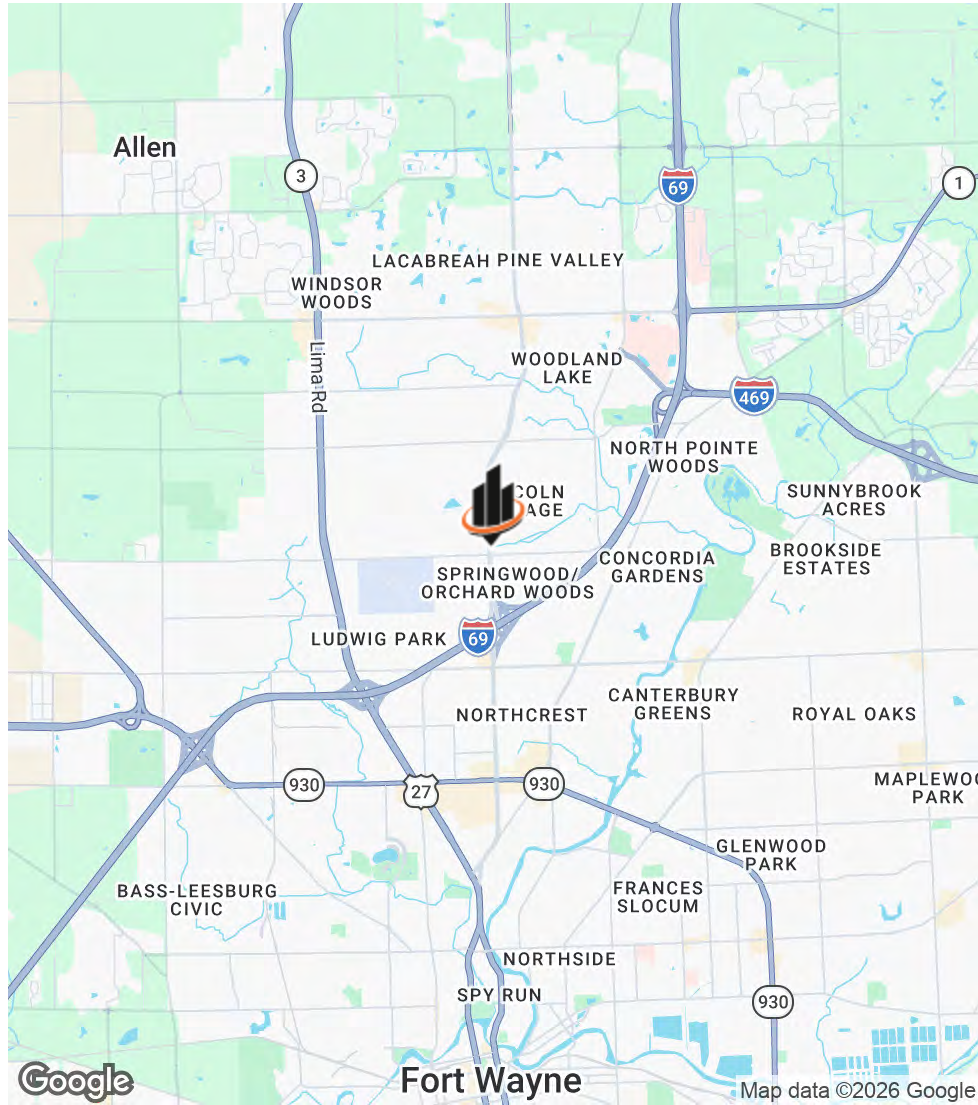 Allen
3
69
1
LACABREAH PINE VALLEY
WINDSOR
WOODS
Lima Rd
WOODLAND
LAKE
469
NORTH POINTE
WOODS
COLN
AGE
SUNNYBROOK
ACRES
BROOKSIDE
ESTATES
CONCORDIA
GARDENS
SPRINGWOOD/
ORCHARD WOODS
LUDWIG PARK
69
CANTERBURY
GREENS
NORTHCREST
ROYAL OAKS
930
27
930
MAPLEWOO
PARK
GLENWOOD
PARK
BASS-LEESBURG
CIVIC
FRANCES
SLOCUM
NORTHSIDE
SPY RUN
930
Google
Fort Wayne
Map data ©2026 Google